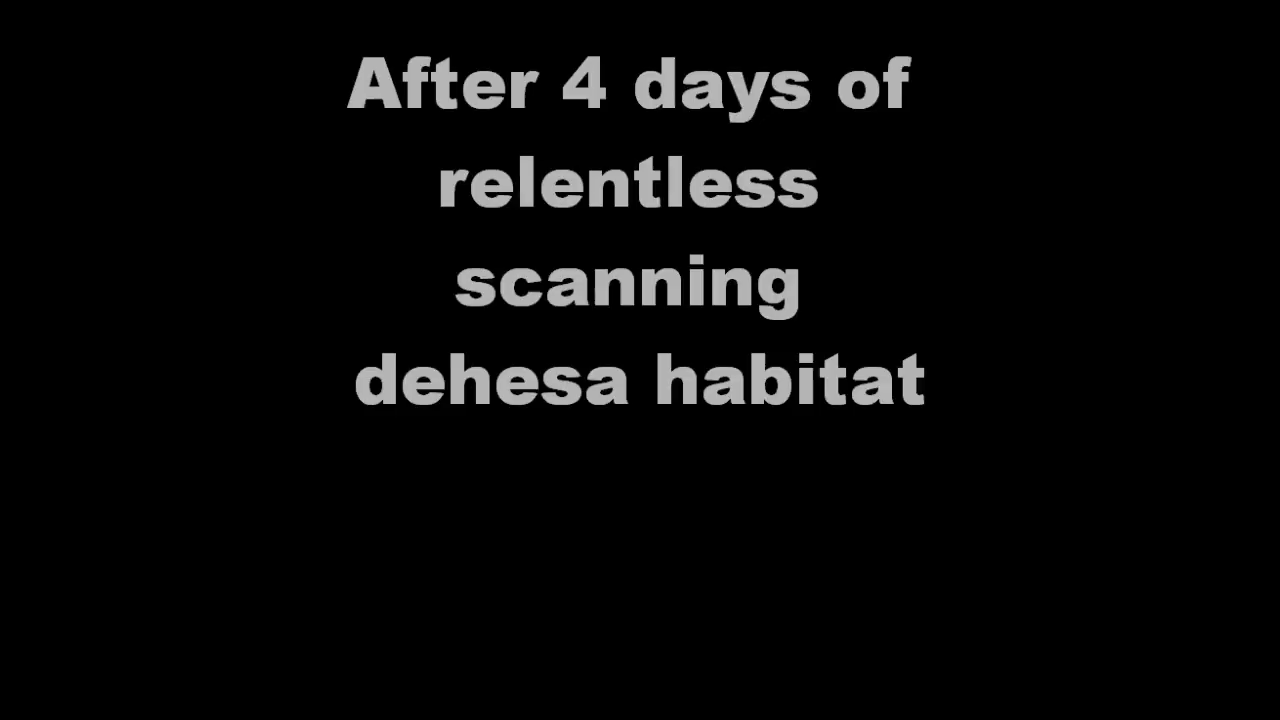 After 4 days of
relentless
scanning
dehesa habitat